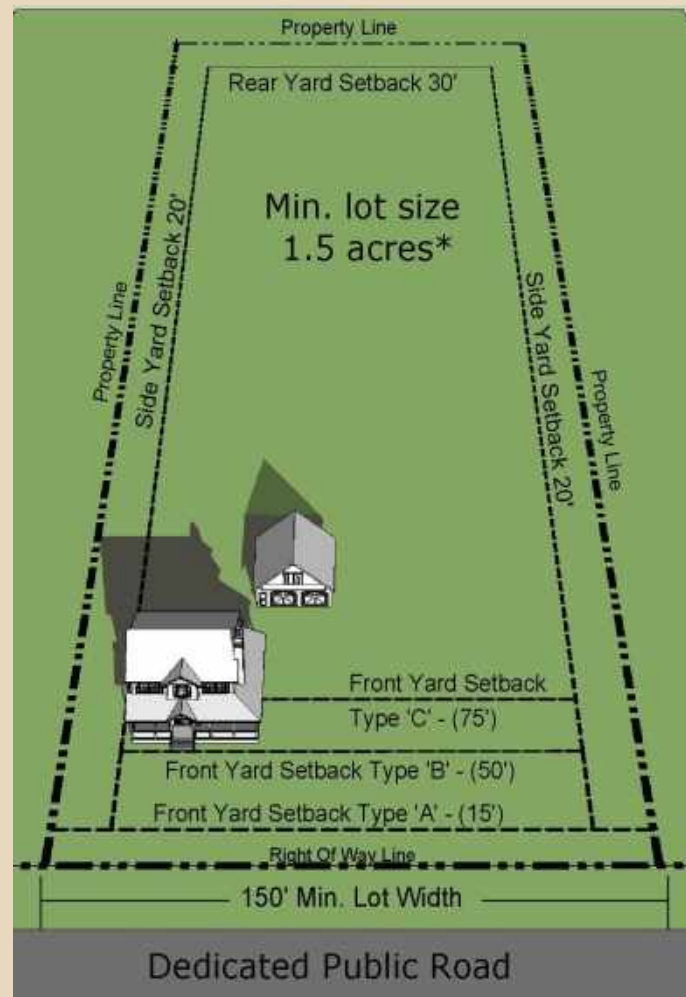 Property Line
Rear Yard Setback 30'
Min. lot size
1.5 acres*
Side Yard Setback 20'
Property Line
Side Yard Setback 20'
Property Line
Front Yard Setback
Type 'C' - (75')
Front Yard Setback Type 'B' - (50')
Front Yard Setback Type 'A' - (15')
Right Of Way Line
150' Min. Lot Width
Dedicated Public Road